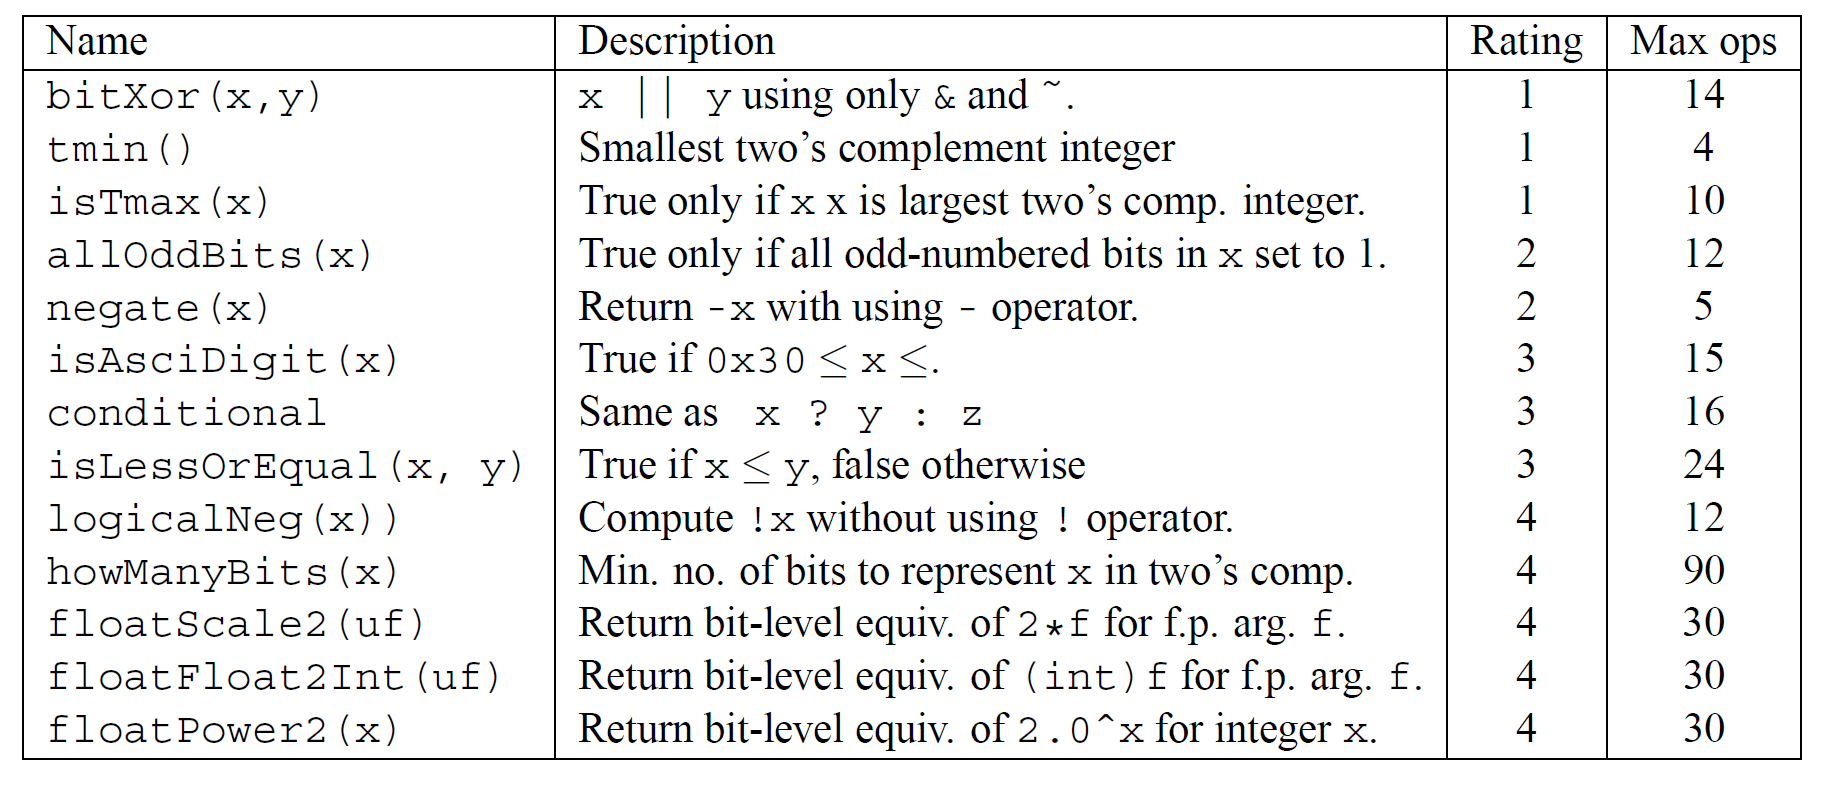 Name Description Rating Max ops
bitXor(x,y) x || y using only & and ~. 1 14
tmin() Smallest two's complement integer 1 4
isTmax(x) True only if x x is largest two's comp. integer. 1 10
allOddBits(x) True only if all odd-numbered bits in x set to 1. 2 12
negate(x) Return -x with using - operator. 2 5
isAsciDigit(x) True if 0x30 ≤ x ≤. 3 15
conditional Same as x ? y : z 3 16
isLessOrEqual(x, y) True if x ≤ y, false otherwise 3 24
logicalNeg(x)) Compute !x without using ! operator. 4 12
howManyBits(x) Min. no. of bits to represent x in two's comp. 4 90
floatScale2(uf) Return bit-level equiv. of 2*f for f.p. arg. f. 4 30
floatFloat2Int(uf) Return bit-level equiv. of (int)f for f.p. arg. f. 4 30
floatPower2(x) Return bit-level equiv. of 2.0^x for integer x. 4 30